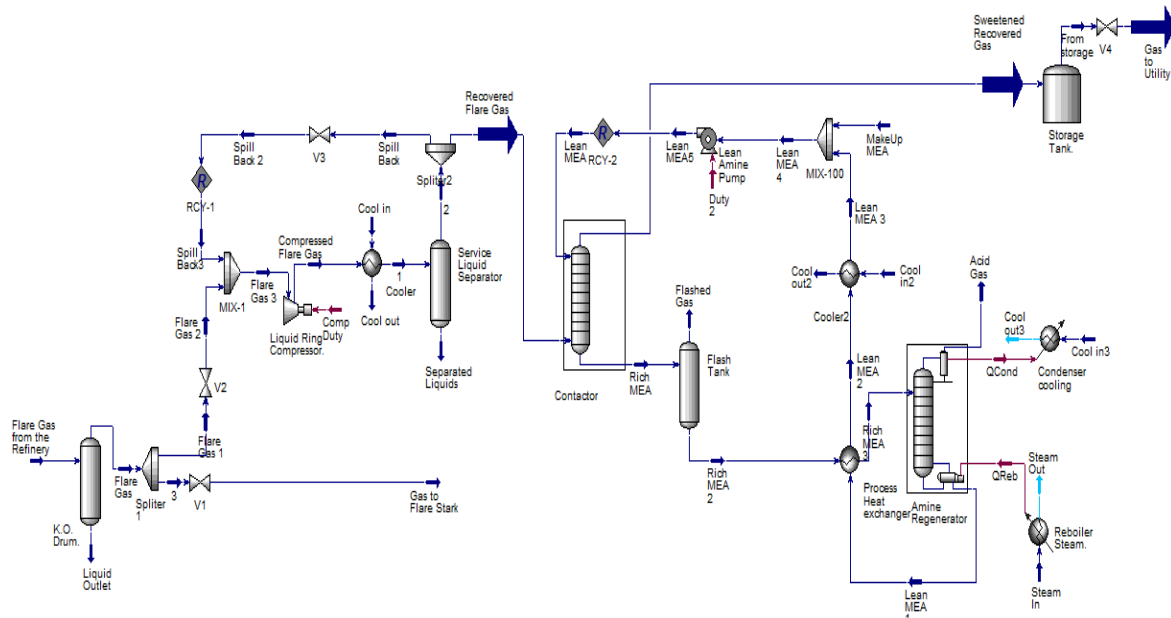 Sweetened
Recovered
Gas
From
storage
V4
Gas
to
Utility
Storage
Tank.
Recovered
Flare Gas
Spill
Back 2
V3
Spill
Back
Spliter2
2
R
RCY-1
Spill
Back3
MIX-1
Flare
Gas 3
Flare
Gas 2
V2
Flare
Gas 1
Compressed
Flare Gas
Cool in
1
Cooler
Cool out
Comp
Duty
Liquid Ring
Compressor.
Service
Liquid
Separator
Separated
Liquids
Flare Gas
from the
Refinery
Flare
Gas
Spliter
1
3
V1
Gas to
Flare Stark
K.O.
Drum.
Liquid
Outlet
Lean
MEA
R
RCY-2
Lean
MEA5
Lean
Amine
Pump
Duty
2
Lean
MEA
4
MakeUp
MEA
MIX-100
Lean
MEA 3
Cool
out2
Cool
in2
Cooler2
Contactor
Rich
MEA
Flashed
Gas
Flash
Tank
Rich
MEA
2
Lean
MEA
2
Rich
MEA
3
Process
Heat
exchanger
Amine
Regenerator
Acid
Gas
QCond
Cool
out3
Cool in3
Condenser
cooling
QReb
Steam
Out
Reboiler
Steam.
Steam
In
Lean
MEA